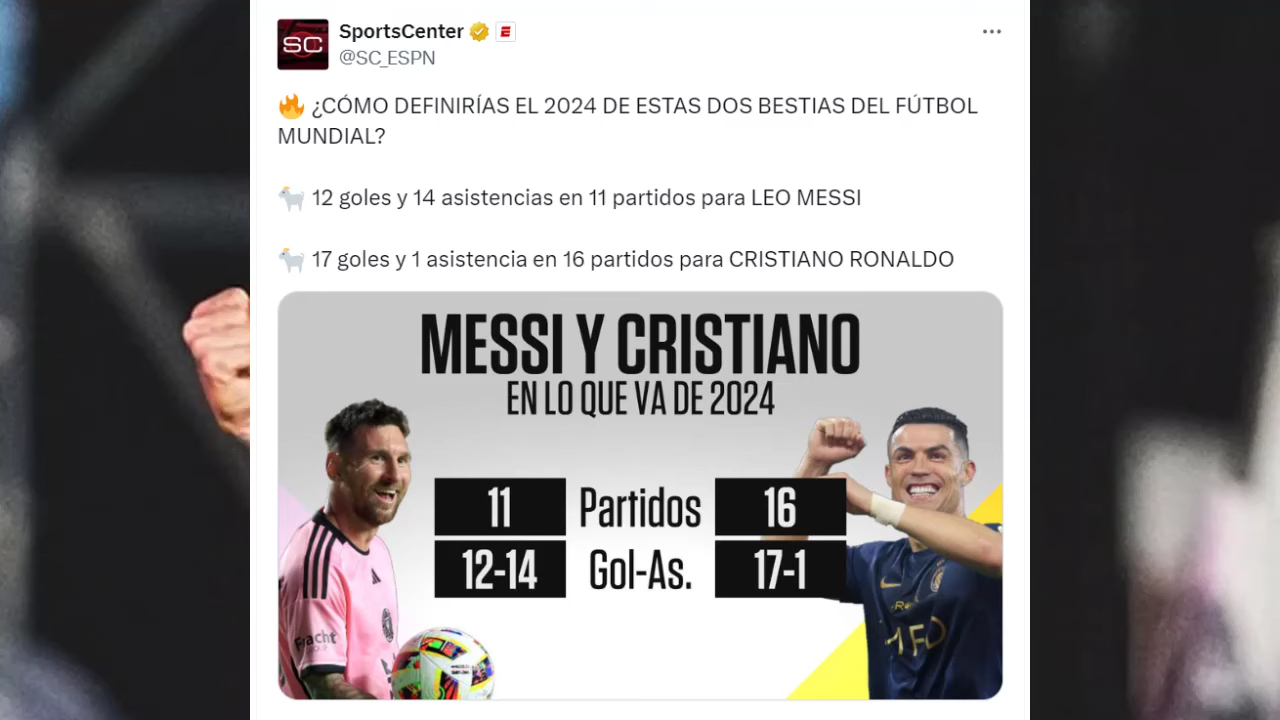 SC
SportsCenter
@SC_ESPN
🔥 ¿CÓMO DEFINIRÍAS EL 2024 DE ESTAS DOS BESTIAS DEL FÚTBOL
MUNDIAL?
🐐 12 goles y 14 asistencias en 11 partidos para LEO MESSI
🐐 17 goles y 1 asistencia en 16 partidos para CRISTIANO RONALDO
MESSI Y CRISTIANO
EN LO QUE VA DE 2024
11 Partidos 16
12-14 Gol-As. 17-1
Fracht